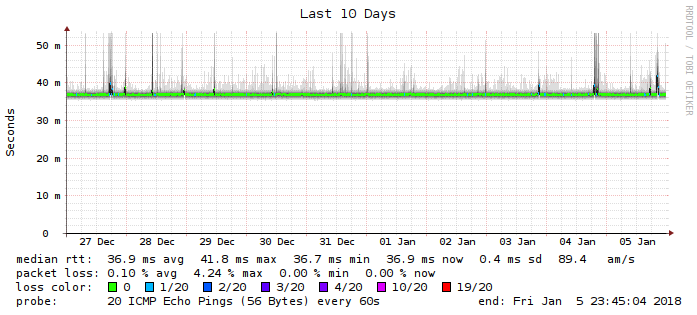 Last 10 Days
RRDTOOL / TOBI OETIKER
Seconds
50 m
40 m
30 m
20 m
10 m
0
27 Dec 28 Dec 29 Dec 30 Dec 31 Dec 01 Jan 02 Jan 03 Jan 04 Jan 05 Jan
median rtt: 36.9 ms avg 41.8 ms max 36.7 ms min 36.9 ms now 0.4 ms sd 89.4 am/s
packet loss: 0.10 % avg 4.24 % max 0.00 % min 0.00 % now
loss color: 0 1/20 2/20 3/20 4/20 10/20 19/20
probe: 20 ICMP Echo Pings (56 Bytes) every 60s end: Fri Jan 5 23:45:04 2018